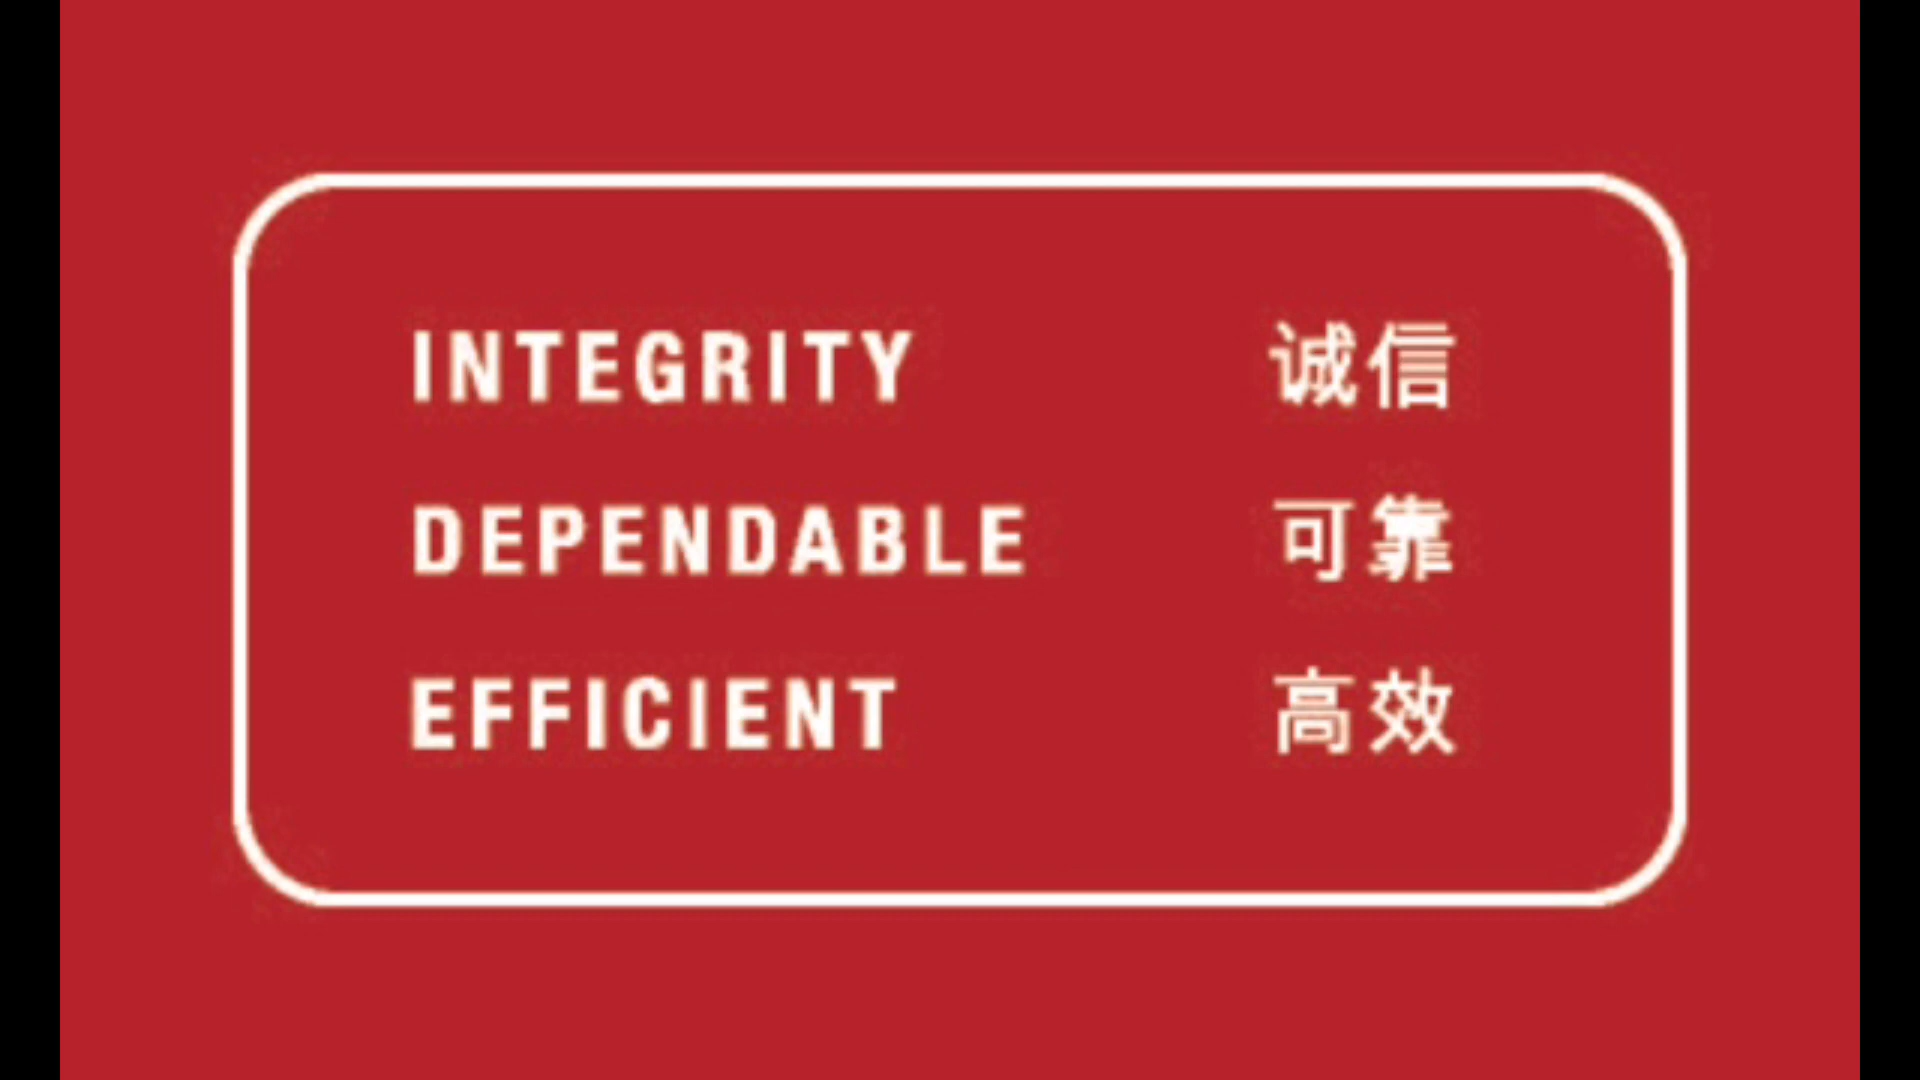 INTEGRITY 诚信
DEPENDABLE 可靠
EFFICIENT 高效